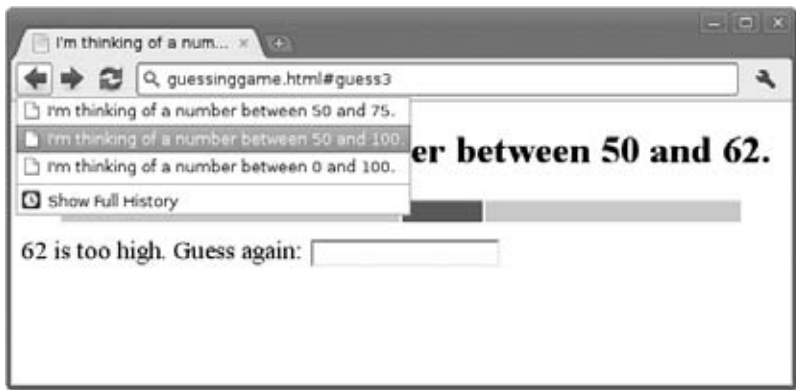 I'm thinking of a num...
guessinggame.html#guess3
I'm thinking of a number between 50 and 75.
I'm thinking of a number between 50 and 100.
I'm thinking of a number between 0 and 100.
Show Full History
er between 50 and 62.
62 is too high. Guess again: